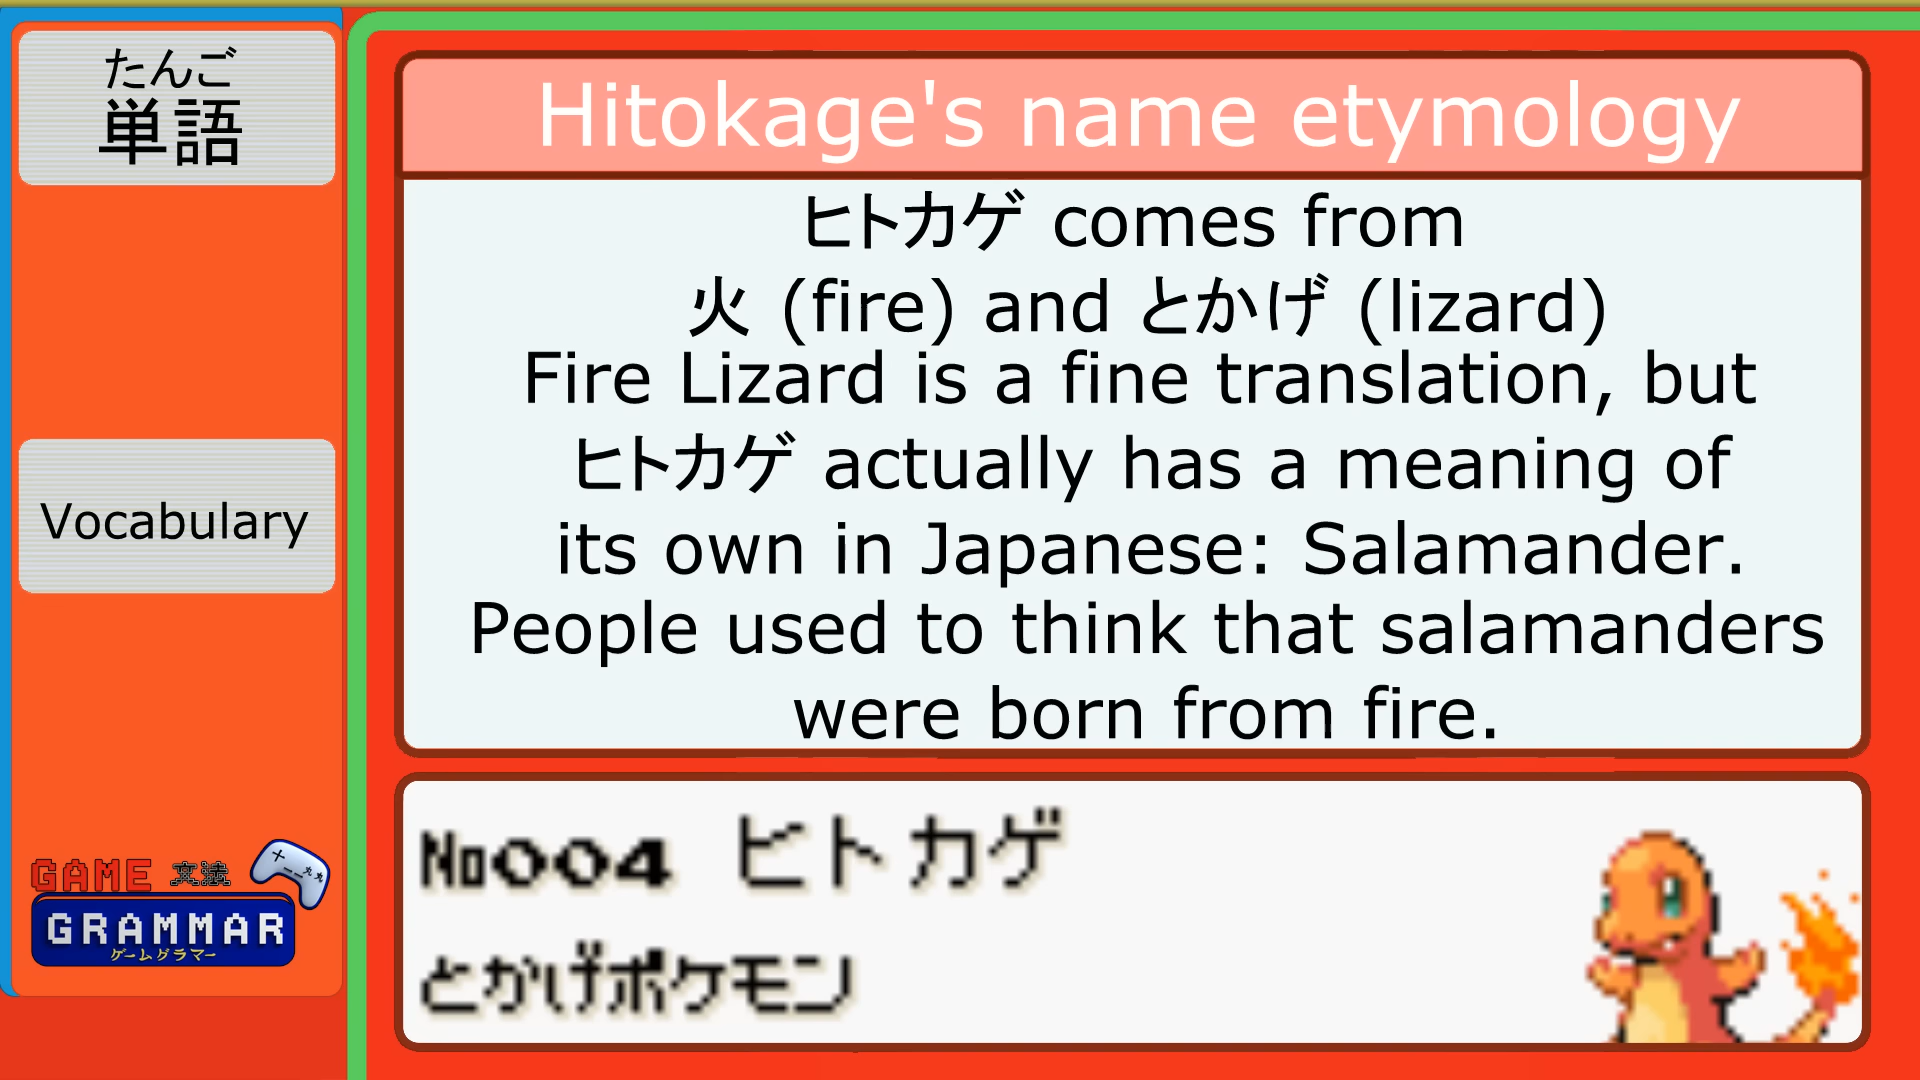 たんご
単語
Vocabulary
GAME 文法
GRAMMAR
ゲームグラマー
Hitokage's name etymology
ヒトカゲ comes from
火 (fire) and とかげ (lizard)
Fire Lizard is a fine translation, but
ヒトカゲ actually has a meaning of
its own in Japanese: Salamander.
People used to think that salamanders
were born from fire.
No004 ヒトカゲ
とかげポケモン